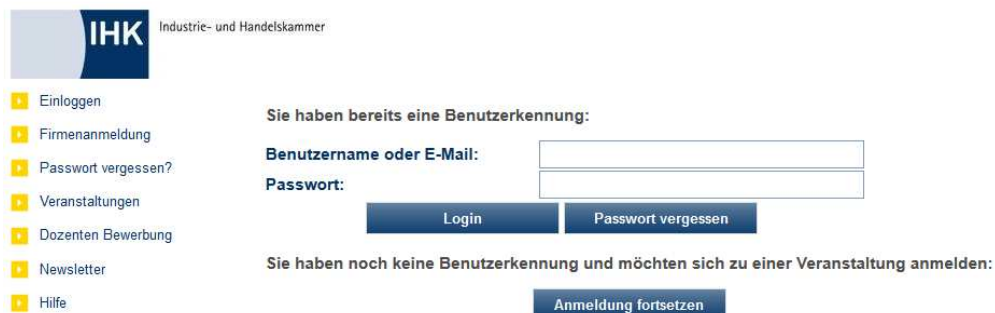 IHK Industrie- und Handelskammer
Einloggen
Firmenanmeldung
Passwort vergessen?
Veranstaltungen
Dozenten Bewerbung
Newsletter
Hilfe
Sie haben bereits eine Benutzerkennung:
Benutzername oder E-Mail:
Passwort:
Login Passwort vergessen
Sie haben noch keine Benutzerkennung und möchten sich zu einer Veranstaltung anmelden:
Anmeldung fortsetzen